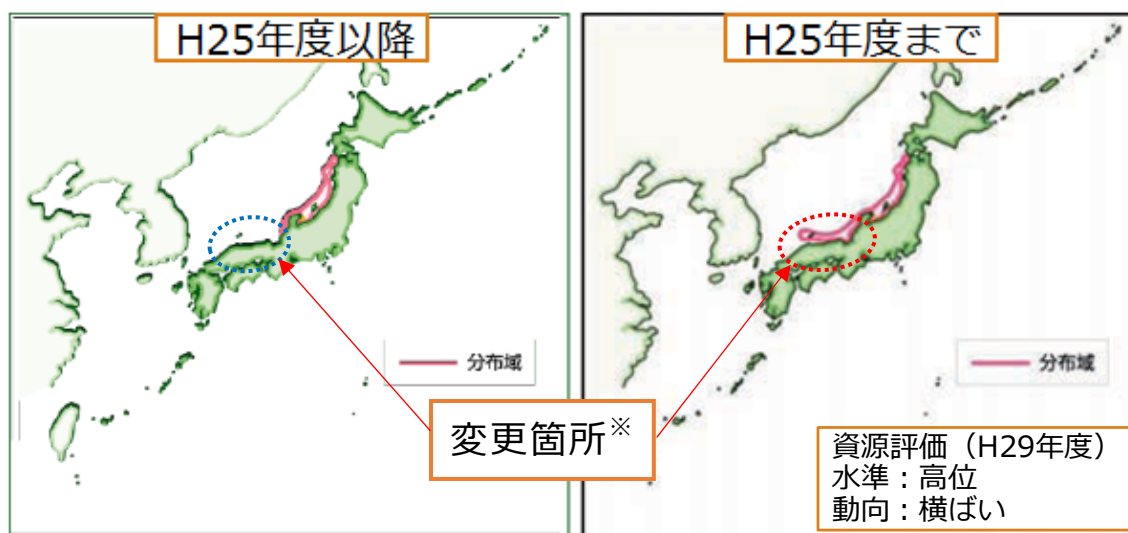 H25年度以降
H25年度まで
分布域
分布域
変更箇所※
資源評価（H29年度）
水準：高位
動向：横ばい